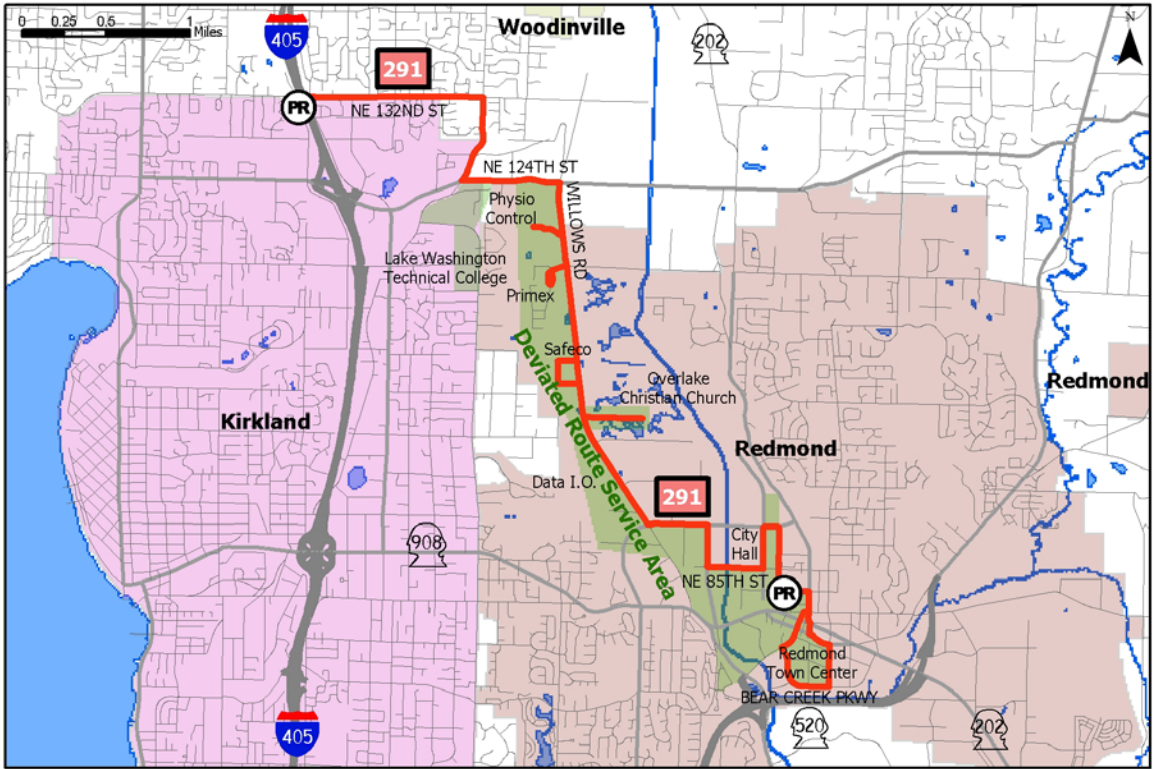 0 0.5 0.5 1
Miles
Woodinville
N
405
202
291
PR
NE 132ND ST
NE 124TH ST
WILLOWS RD
Physio
Control
Lake Washington
Technical College
Primex
Safeco
Overlake
Christian Church
Redmond
Kirkland
Redmond
Deviated Route Service Area
Data I.O.
291
City
Hall
908
NE 85TH ST
PR
Redmond
Town Center
BEAR CREEK PKWY
405
520
202